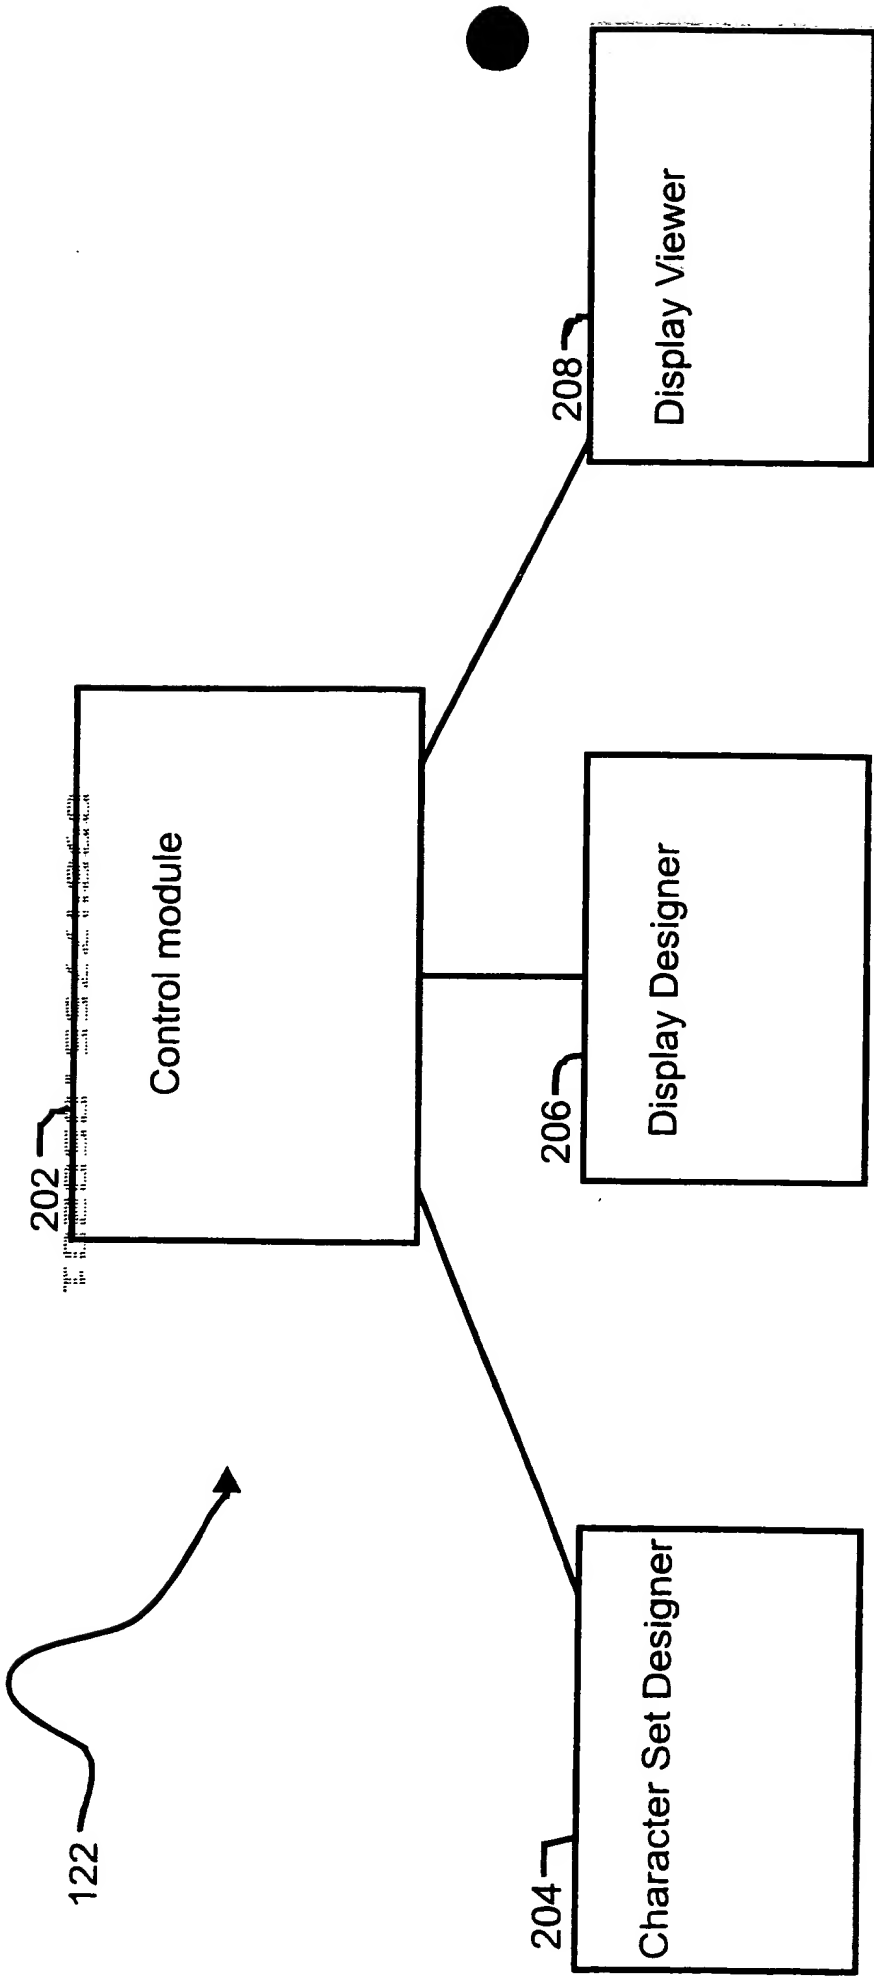 122
202
Control module
204
Character Set Designer
206
Display Designer
208
Display Viewer